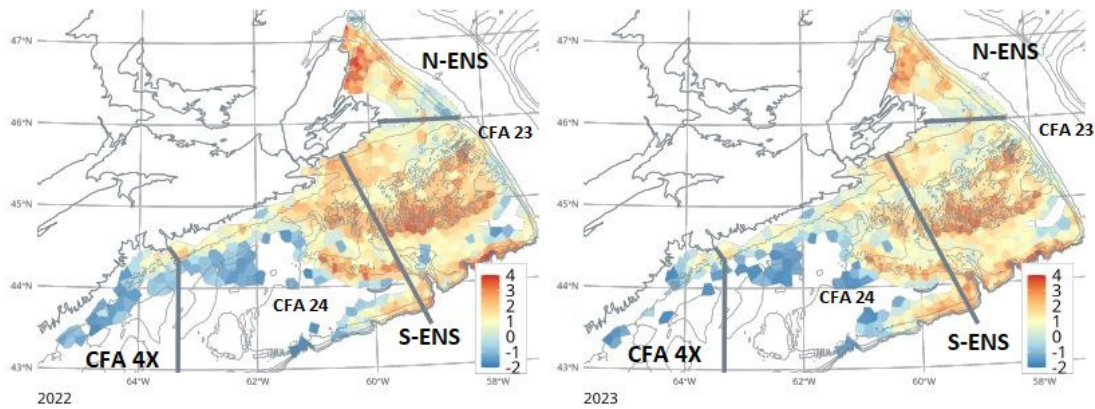 47°N
N-ENS
46°N
CFA 23
45°N
44°N
CFA 24
S-ENS
CFA 4X
43°N
4
3
2
1
0
-1
-2
64°W
62°W
60°W
58°W
2022
47°N
N-ENS
46°N
CFA 23
45°N
44°N
CFA 24
S-ENS
CFA 4X
43°N
4
3
2
1
0
-1
-2
64°W
62°W
60°W
58°W
2023